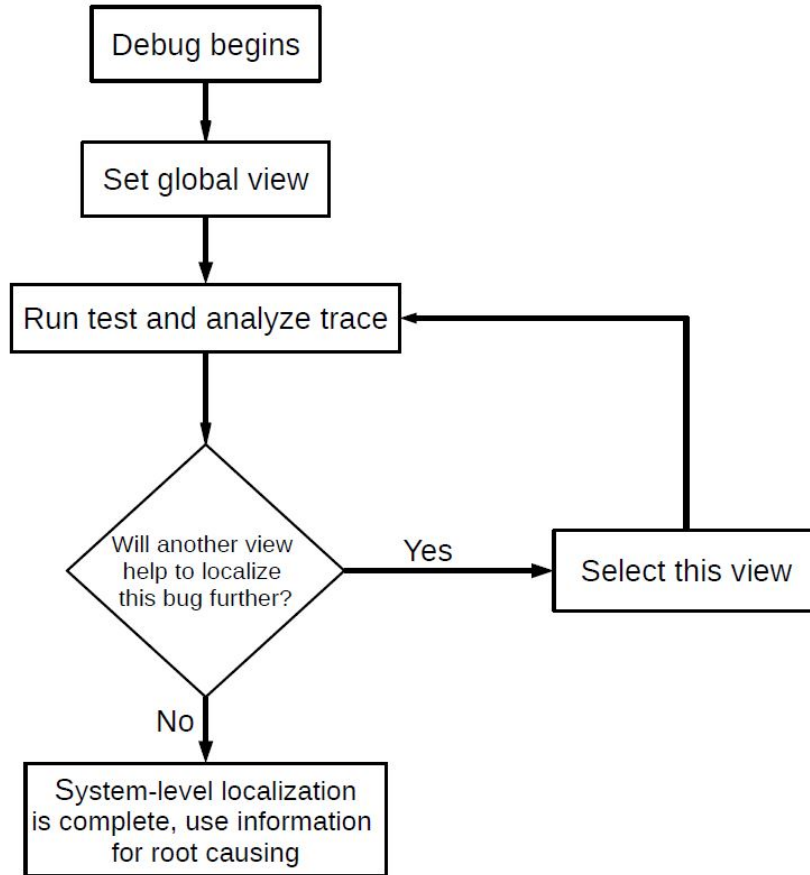 Debug begins
Set global view
Run test and analyze trace
Will another view
help to localize
this bug further?
Yes
Select this view
No
System-level localization
is complete, use information
for root causing